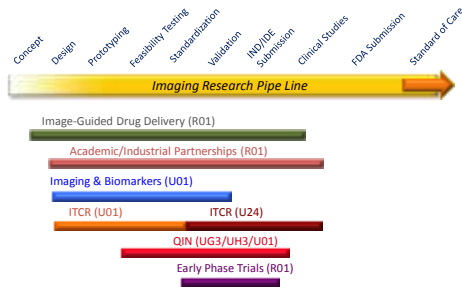 Concept
Design
Prototyping
Feasibility Testing
Standardization
Validation
IND/IDE
Submission
Clinical Studies
FDA Submission
Standard of Care
Imaging Research Pipe Line
Image-Guided Drug Delivery (R01)
Academic/Industrial Partnerships (R01)
Imaging & Biomarkers (U01)
ITCR (U01) ITCR (U24)
QIN (UG3/UH3/U01)
Early Phase Trials (R01)